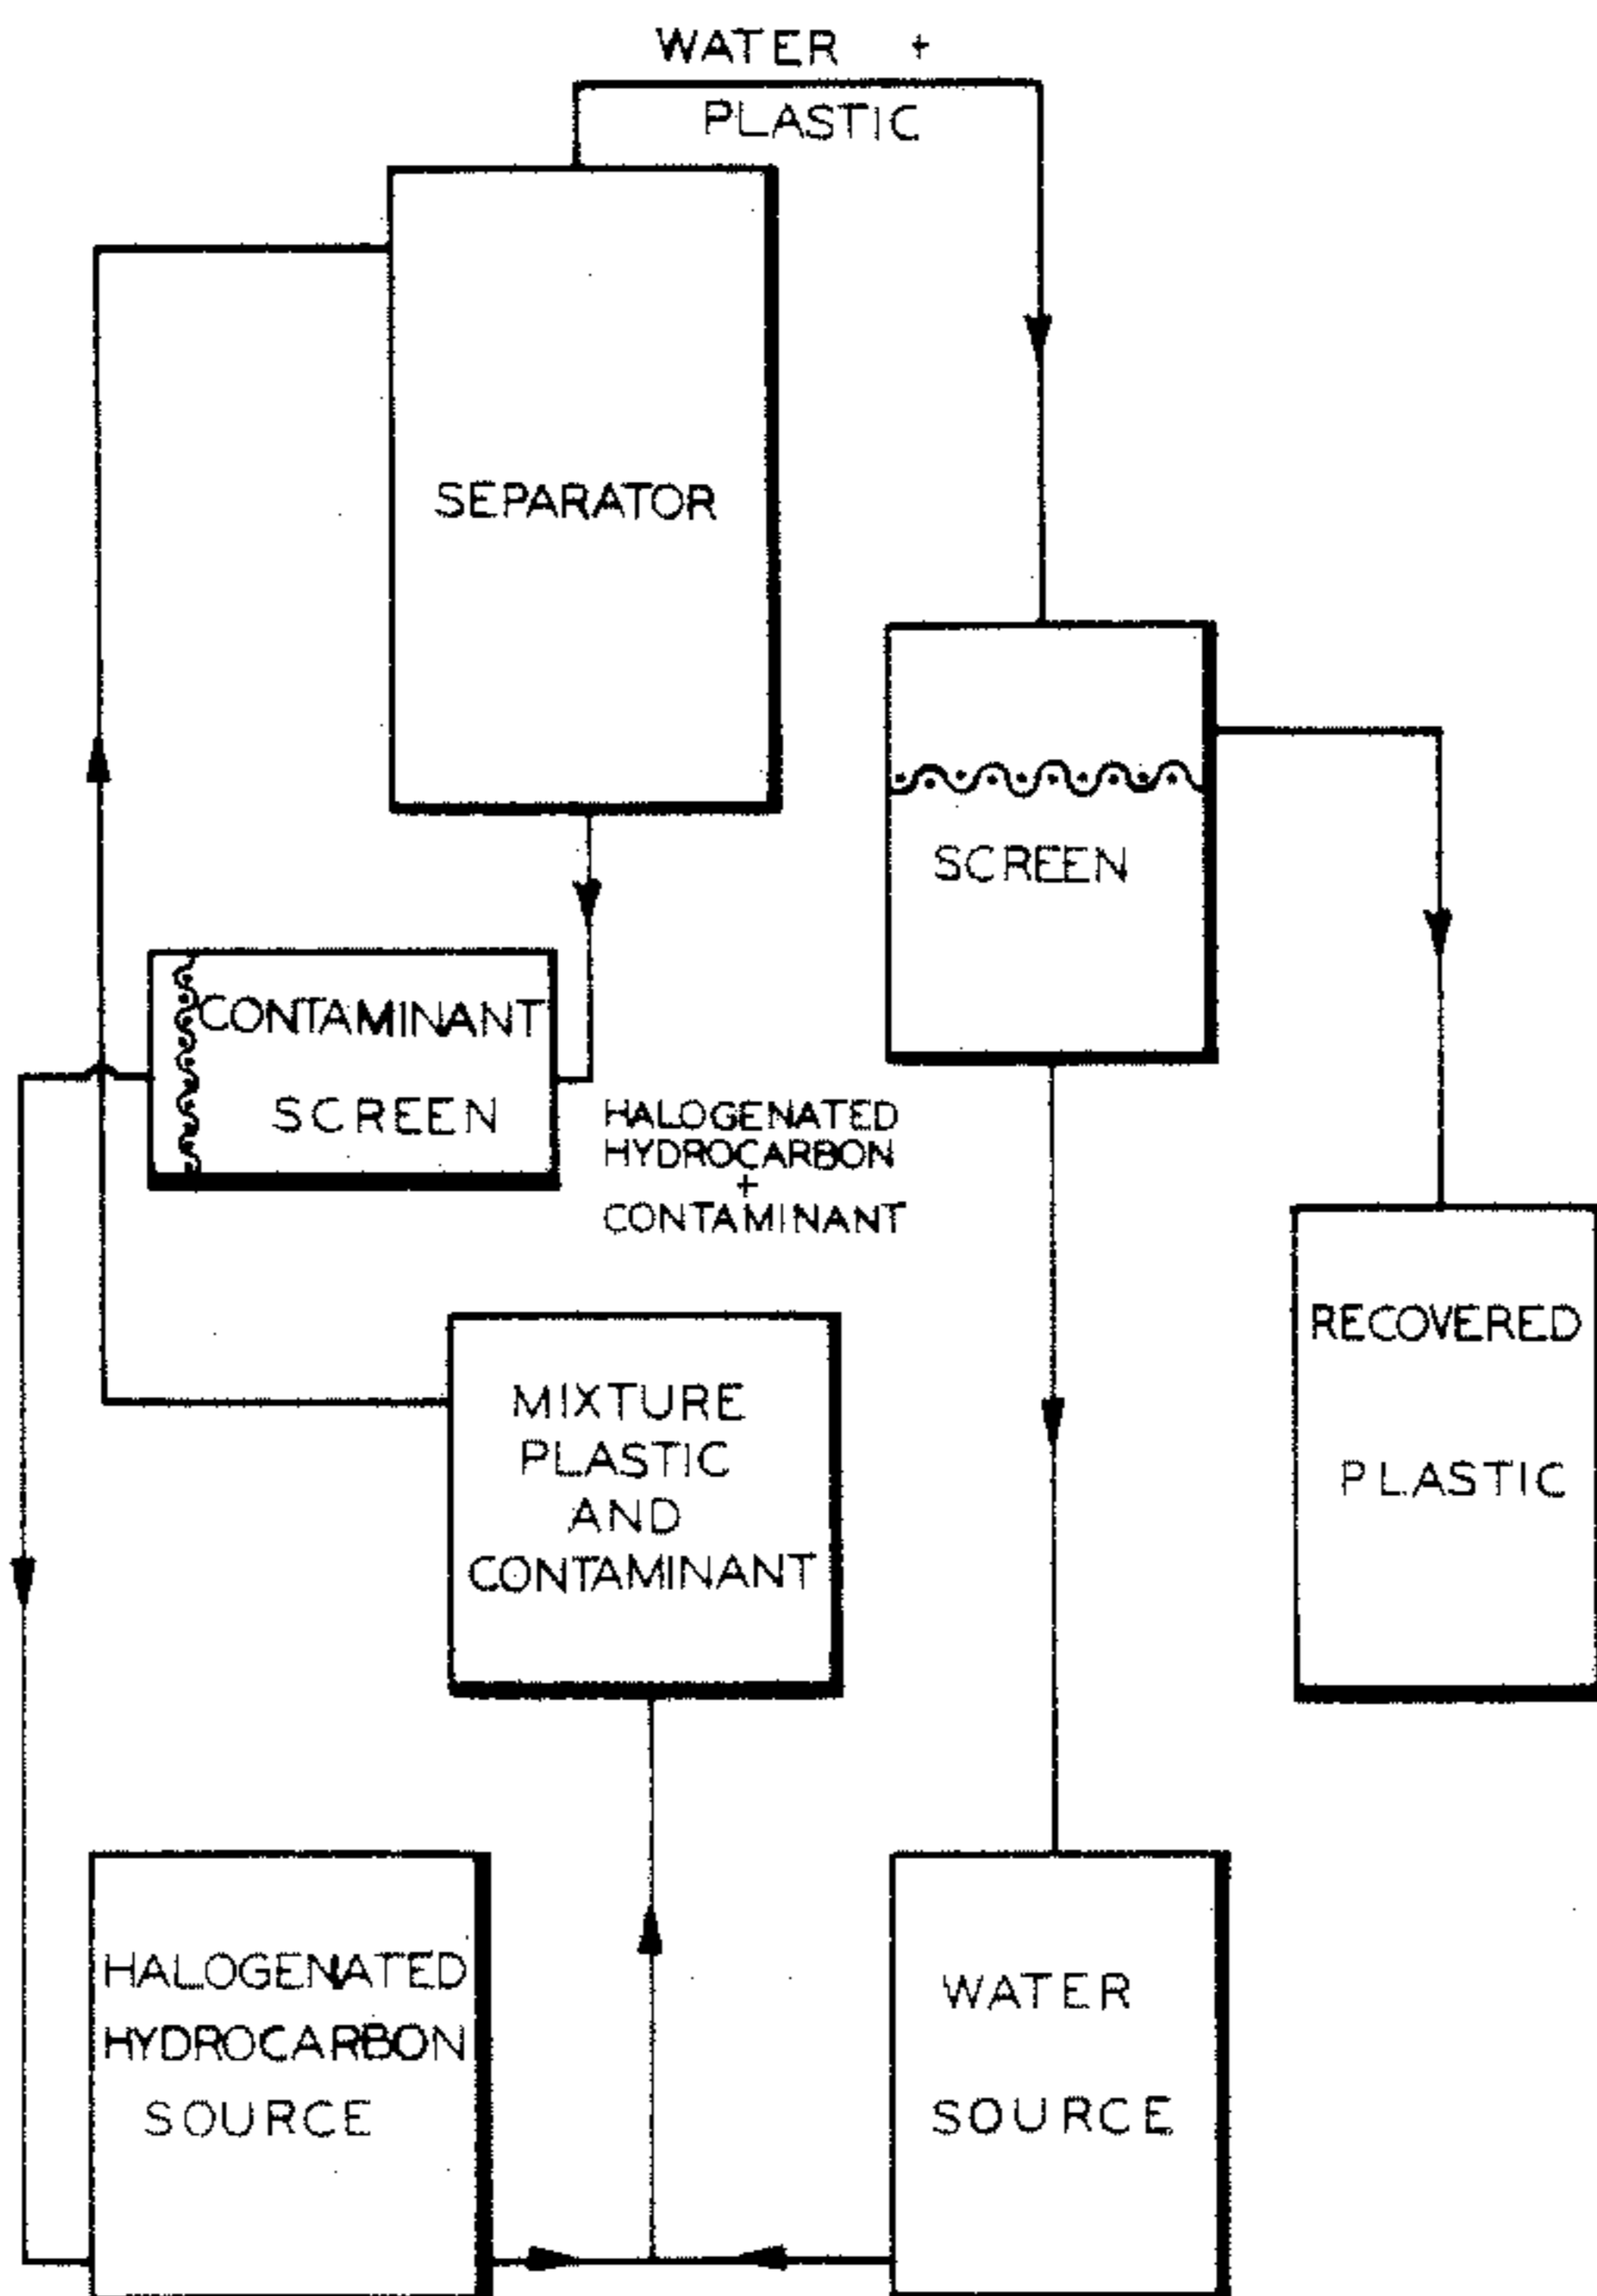 WATER +
PLASTIC
SEPARATOR
SCREEN
CONTAMINANT
SCREEN
HALOGENATED
HYDROCARBON
+
CONTAMINANT
RECOVERED
PLASTIC
MIXTURE
PLASTIC
AND
CONTAMINANT
HALOGENATED
HYDROCARBON
SOURCE
WATER
SOURCE